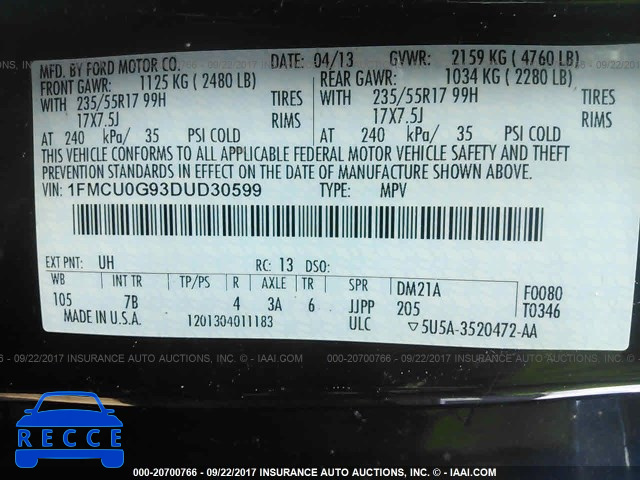 MFD. BY FORD MOTOR CO. DATE: 04/13 GVWR: 2159 KG ( 4760 LB)
FRONT GAWR: 1125 KG ( 2480 LB) REAR GAWR: 1034 KG ( 2280 LB)
WITH 235/55R17 99H TIRES WITH 235/55R17 99H TIRES
17X7.5J RIMS 17X7.5J RIMS
AT 240 kPa/ 35 PSI COLD AT 240 kPa/ 35 PSI COLD
THIS VEHICLE CONFORMS TO ALL APPLICABLE FEDERAL MOTOR VEHICLE SAFETY AND THEFT
PREVENTION STANDARDS IN EFFECT ON THE DATE OF MANUFACTURE SHOWN ABOVE.
VIN: 1FMCU0G93DUD30599 TYPE: MPV
EXT PNT: UH RC: 13 DSO:
WB INT TR TP/PS R AXLE TR SPR DM21A F0080
105 7B 4 3A 6 JJPP 205 T0346
MADE IN U.S.A. 1201304011183 ULC ▽5U5A-3520472-AA
000-20700766 - 09/22/2017 INSURANCE AUTO AUCTIONS, INC. - © IAAI.COM
RECCE
000-20700766 - 09/22/2017 INSURANCE AUTO AUCTIONS, INC. - © IAAI.COM